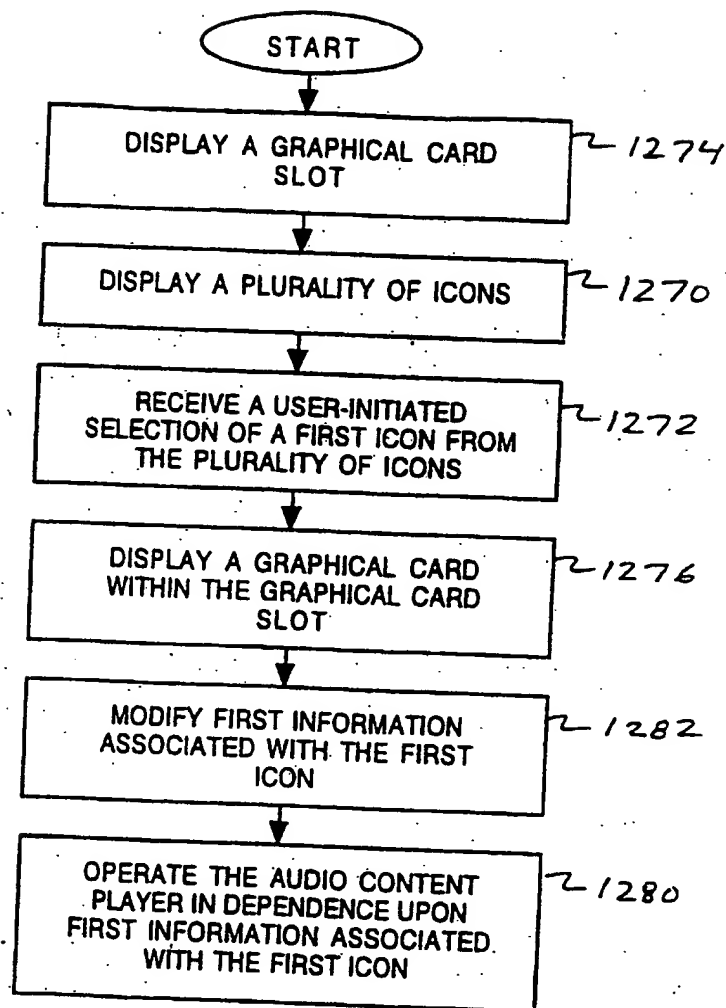 START
DISPLAY A GRAPHICAL CARD
SLOT
1274
DISPLAY A PLURALITY OF ICONS
1270
RECEIVE A USER-INITIATED
SELECTION OF A FIRST ICON FROM
THE PLURALITY OF ICONS
1272
DISPLAY A GRAPHICAL CARD
WITHIN THE GRAPHICAL CARD
SLOT
1276
MODIFY FIRST INFORMATION
ASSOCIATED WITH THE FIRST
ICON
1282
OPERATE THE AUDIO CONTENT
PLAYER IN DEPENDENCE UPON
FIRST INFORMATION ASSOCIATED
WITH THE FIRST ICON
1280